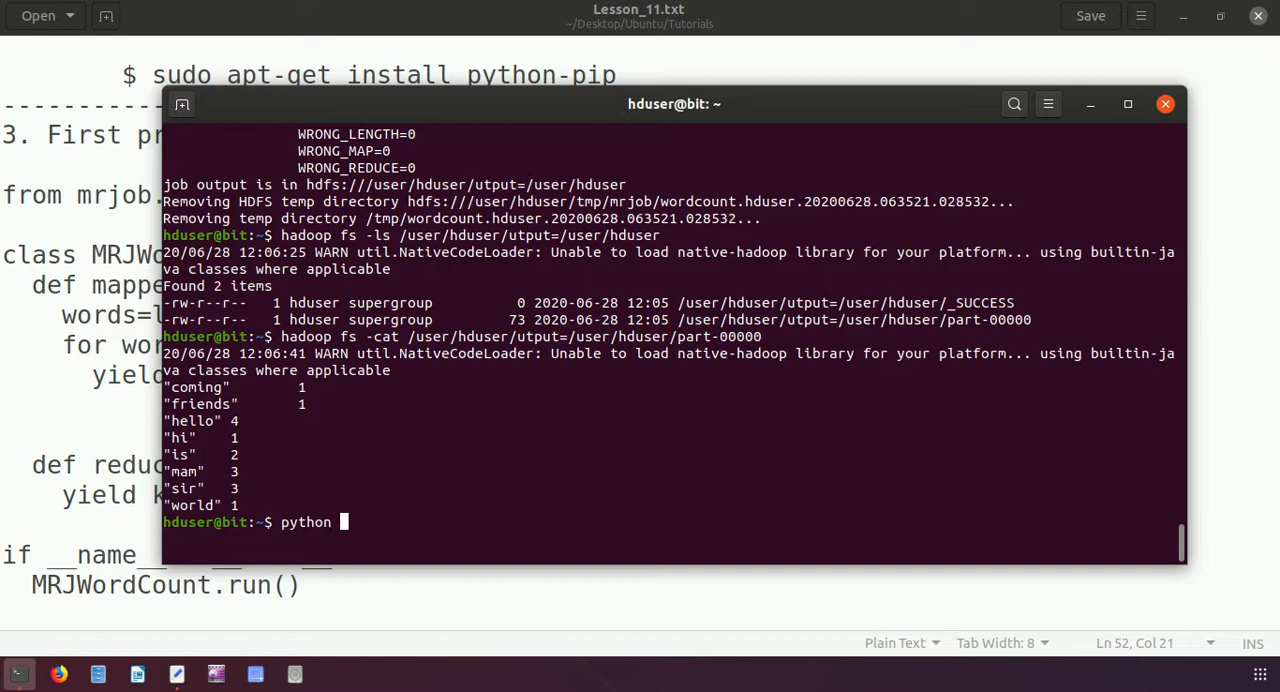 Open
Lesson_11.txt
~/Desktop/Ubuntu/Tutorials
Save
$ sudo apt-get install python-pip
3. First pr
from mrjob.
class MRJW
def mappe
words=l
for wor
yield
def reduc
yield k
if __name__
MRJWordCount.run()
hduser@bit: ~
WRONG_LENGTH=0
WRONG_MAP=0
WRONG_REDUCE=0
job output is in hdfs:///user/hduser/utput=/user/hduser
Removing HDFS temp directory hdfs:///user/hduser/tmp/mrjob/wordcount.hduser.20200628.063521.028532...
Removing temp directory /tmp/wordcount.hduser.20200628.063521.028532...
hduser@bit:~$ hadoop fs -ls /user/hduser/utput=/user/hduser
20/06/28 12:06:25 WARN util.NativeCodeLoader: Unable to load native-hadoop library for your platform... using builtin-ja
va classes where applicable
Found 2 items
-rw-r--r-- 1 hduser supergroup 0 2020-06-28 12:05 /user/hduser/utput=/user/hduser/_SUCCESS
-rw-r--r-- 1 hduser supergroup 73 2020-06-28 12:05 /user/hduser/utput=/user/hduser/part-00000
hduser@bit:~$ hadoop fs -cat /user/hduser/utput=/user/hduser/part-00000
20/06/28 12:06:41 WARN util.NativeCodeLoader: Unable to load native-hadoop library for your platform... using builtin-ja
va classes where applicable
"coming" 1
"friends" 1
"hello" 4
"hi" 1
"is" 2
"mam" 3
"sir" 3
"world" 1
hduser@bit:~$ python
Plain Text Tab Width: 8 Ln 52, Col 21 INS